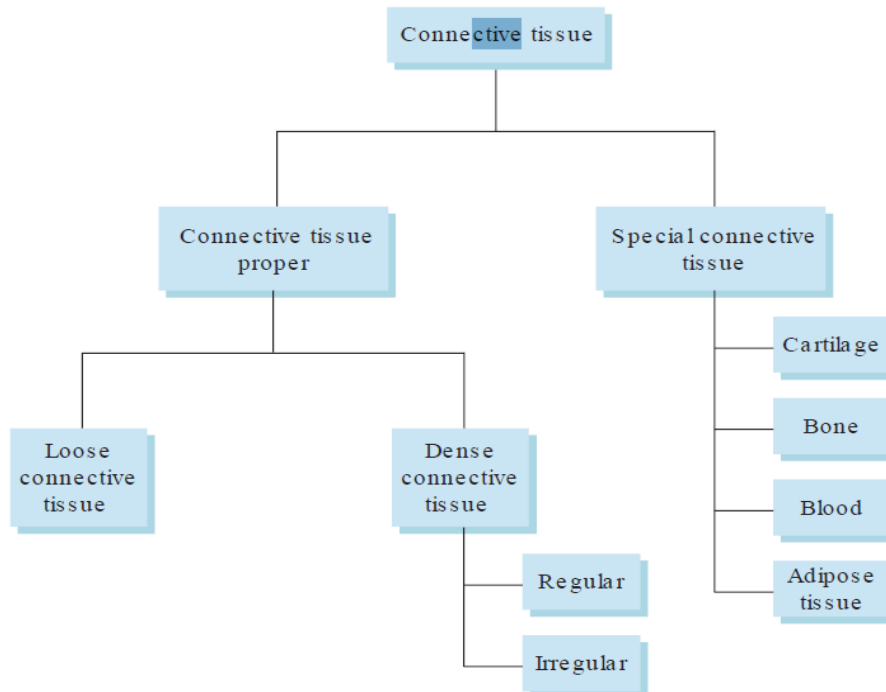 Connective tissue
Connective tissue
proper
Special connective
tissue
Cartilage
Loose
connective
tissue
Dense
connective
tissue
Bone
Blood
Regular
Adipose
tissue
Irregular